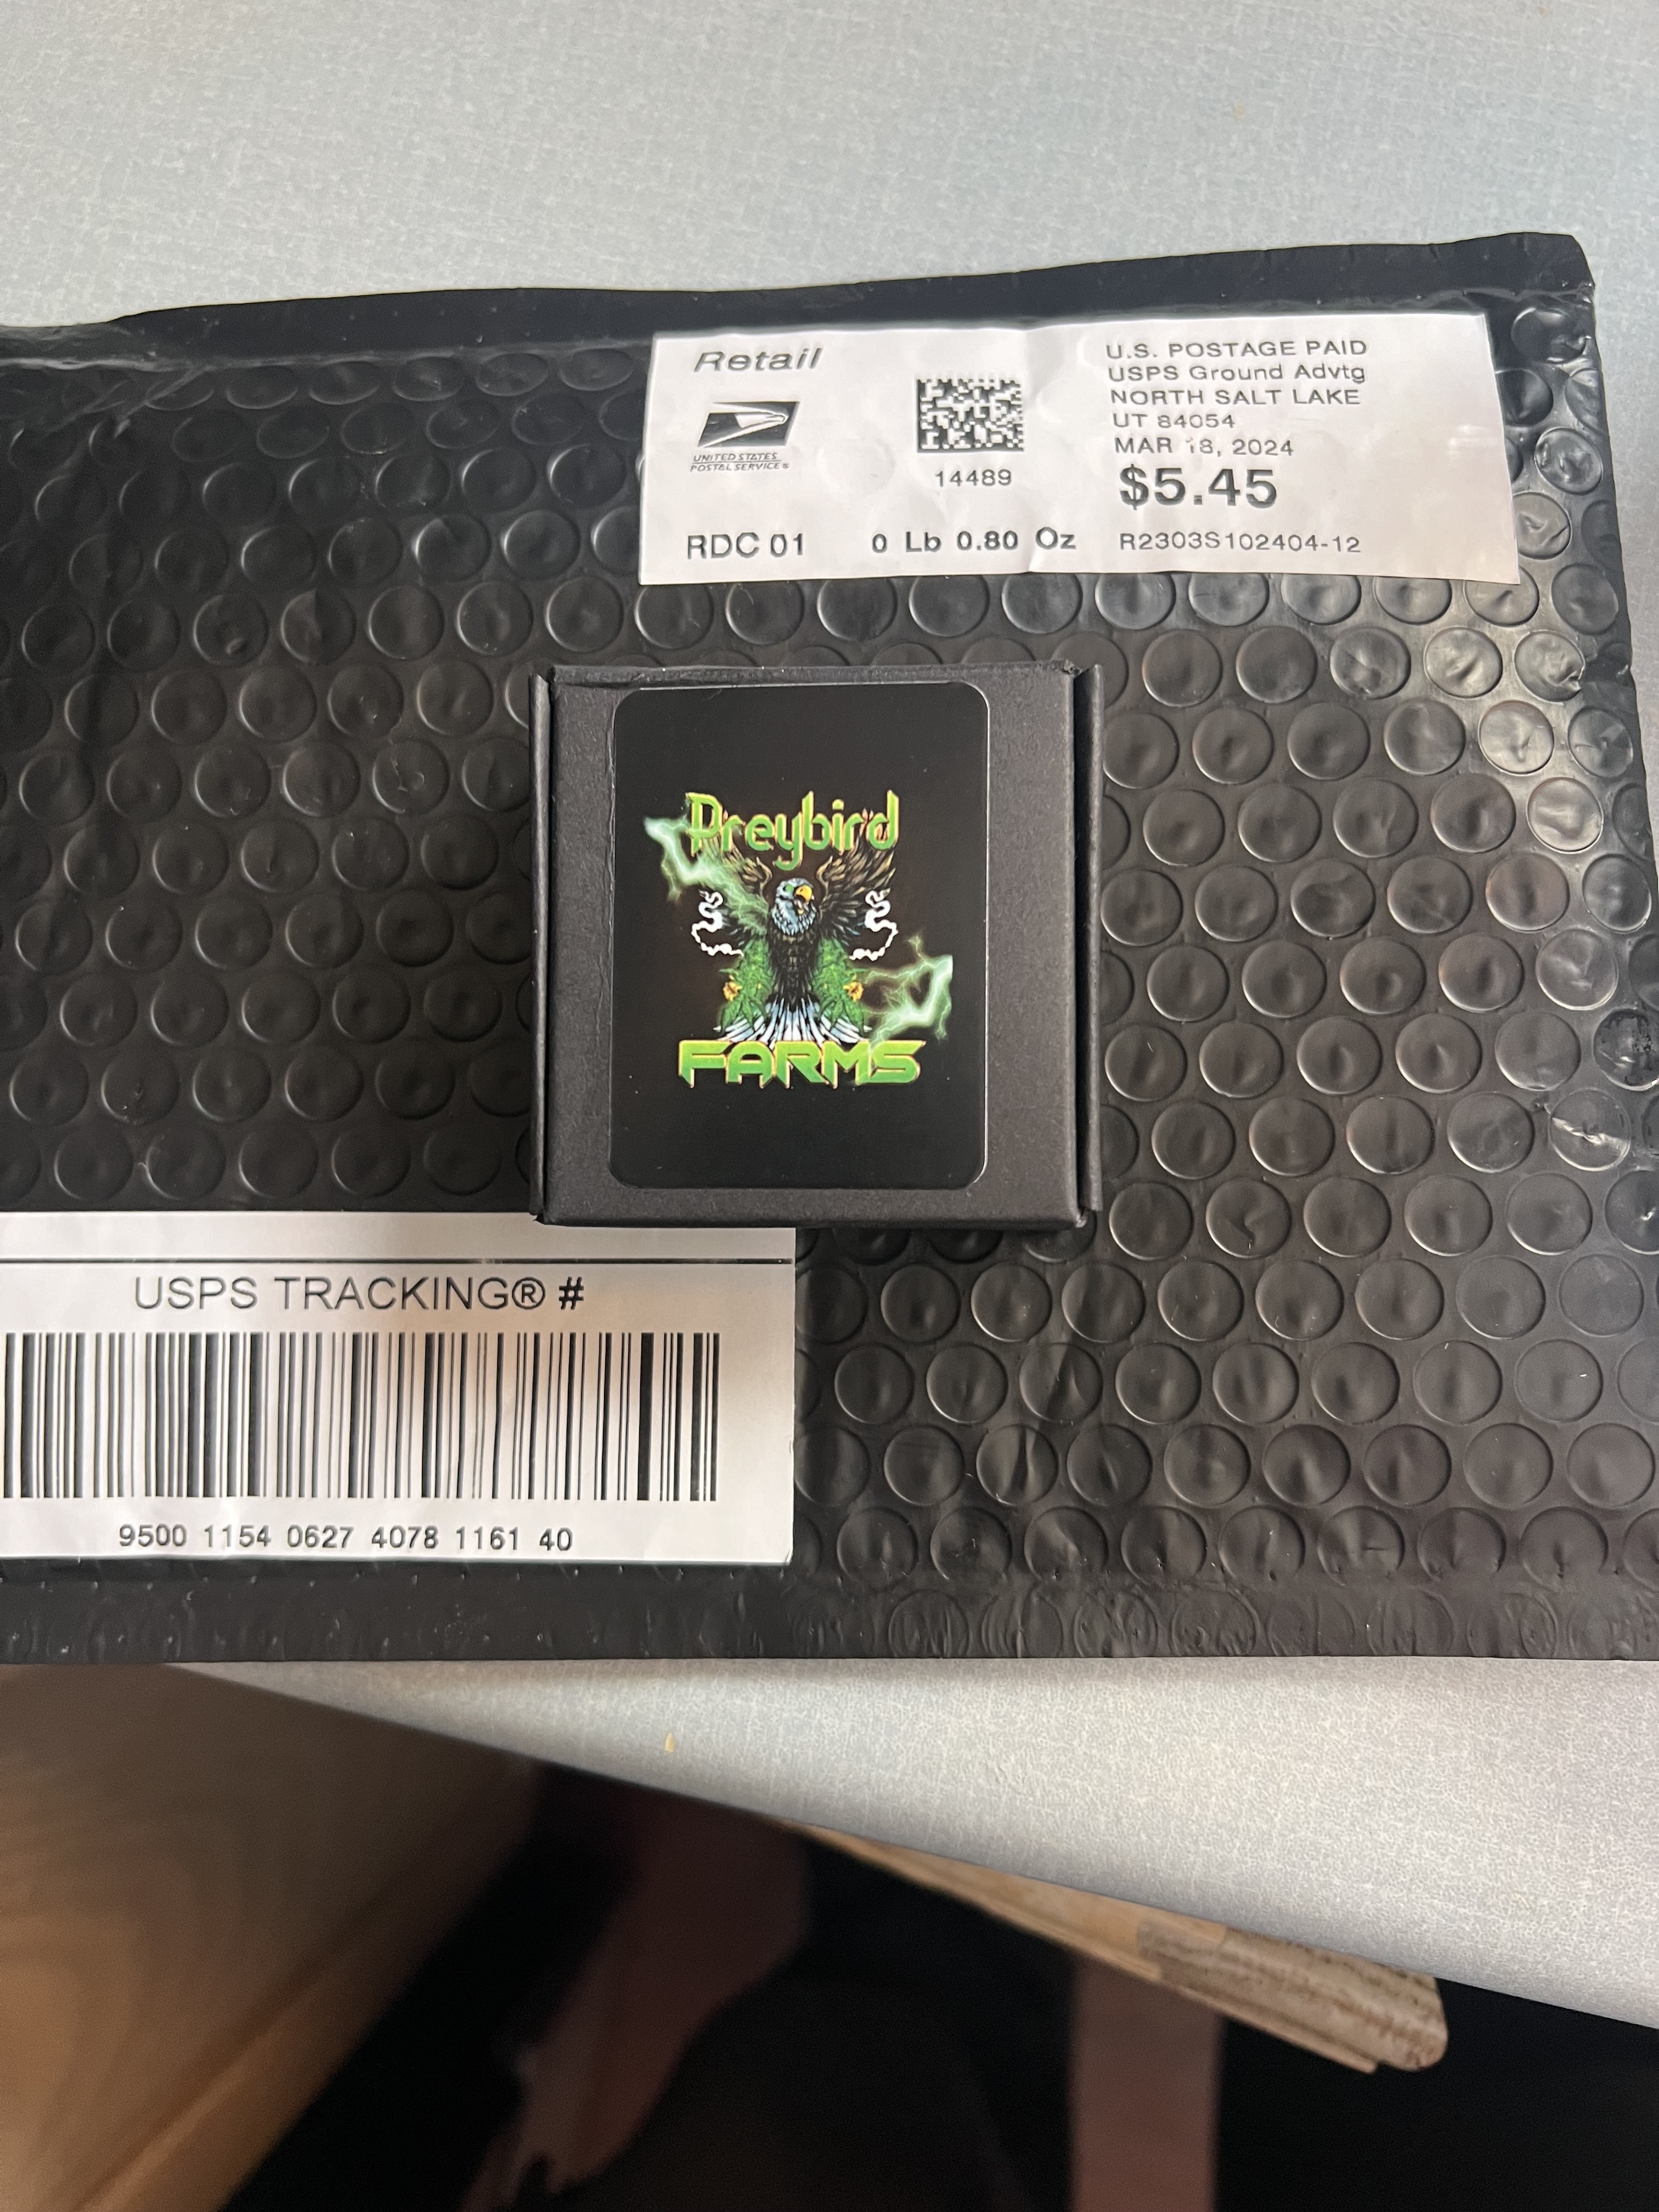 Retail
UNITED STATES
POSTAL SERVICE®
14489
RDC 01
0 Lb 0.80 Oz
U.S. POSTAGE PAID
USPS Ground Advtg
NORTH SALT LAKE
UT 84054
MAR 18, 2024
$5.45
R2303S102404-12
Preybird
FARMS
USPS TRACKING® #
9500 1154 0627 4078 1161 40